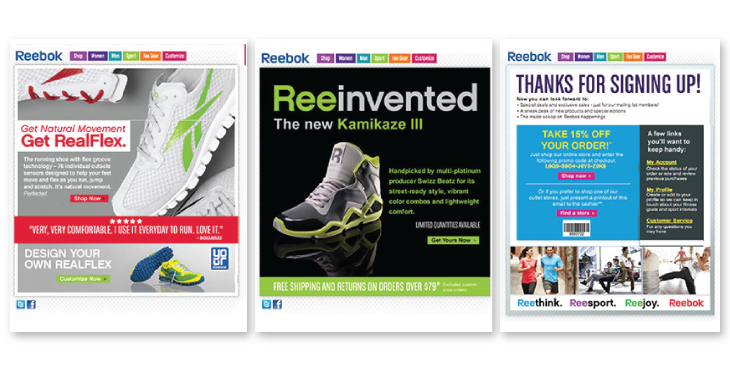 Reebok
Shop Women Men Sport Fan Gear Customize
Get Natural Movement
Get RealFlex.
The running shoe with flex groove
technology - 76 individual outsole
sensors designed to help your feet
move and flex as you run, jump
and stretch. It's natural movement.
Perfected.
Shop Now
"VERY, VERY COMFORTABLE. I USE IT EVERYDAY TO RUN. LOVE IT."
DESIGN YOUR
OWN REALFLEX
Customize Now
Reebok
Shop Women Men Sport Fan Gear Customize
Reeinvented
The new Kamikaze III
Handpicked by multi-platinum
producer Swizz Beatz for its
street-ready style, vibrant
color combos and lightweight
comfort.
LIMITED QUANTITIES AVAILABLE
Get Yours Now
FREE SHIPPING AND RETURNS ON ORDERS OVER $79* Excludes custom
shoe orders
Reebok
Shop Women Men Sport Fan Gear Customize
THANKS FOR SIGNING UP!
Now you can look forward to:
• Special deals and exclusive sales - just for our mailing list members!
• A sneak peek of new products and special editions
• The inside scoop on Reebok happenings
TAKE 15% OFF
YOUR ORDER!*
Just shop our online store and enter the
following promo code at checkout:
Shop now
Or if you prefer to shop one of our
outlet stores, just present a printout of this
email to the cashier**.
Find a store
A few links
you'll want to
keep handy:
My Account
Check the status of
your order or rate and
review previous
purchases
My Profile
Create or add to your
profile so we can keep
in touch about your fitness
goals and sport interests
Customer Service
For any questions you
may have
Reethink. Reesport. Reejoy. Reebok